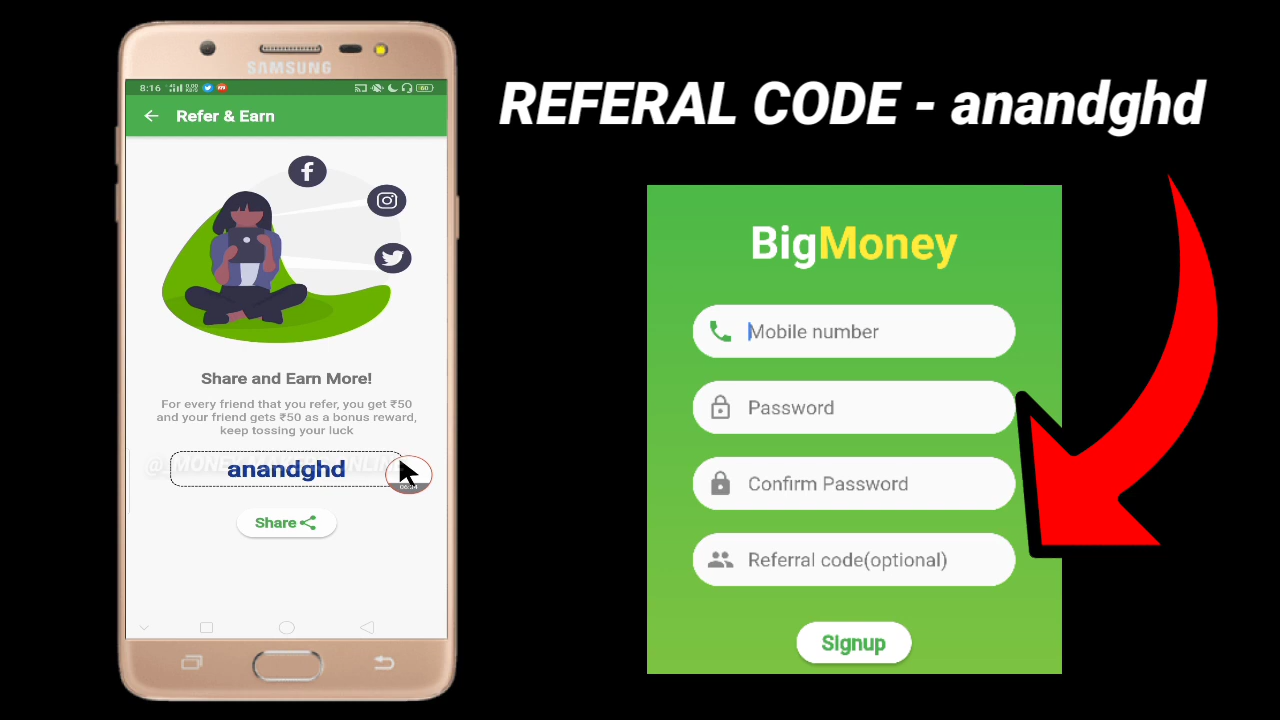 SAMSUNG
8:16
60
Refer & Earn
Share and Earn More!
For every friend that you refer, you get ₹50
and your friend gets ₹50 as a bonus reward,
keep tossing your luck
anandghd
Share
REFERAL CODE - anandghd
BigMoney
Mobile number
Password
Confirm Password
Referral code(optional)
Signup